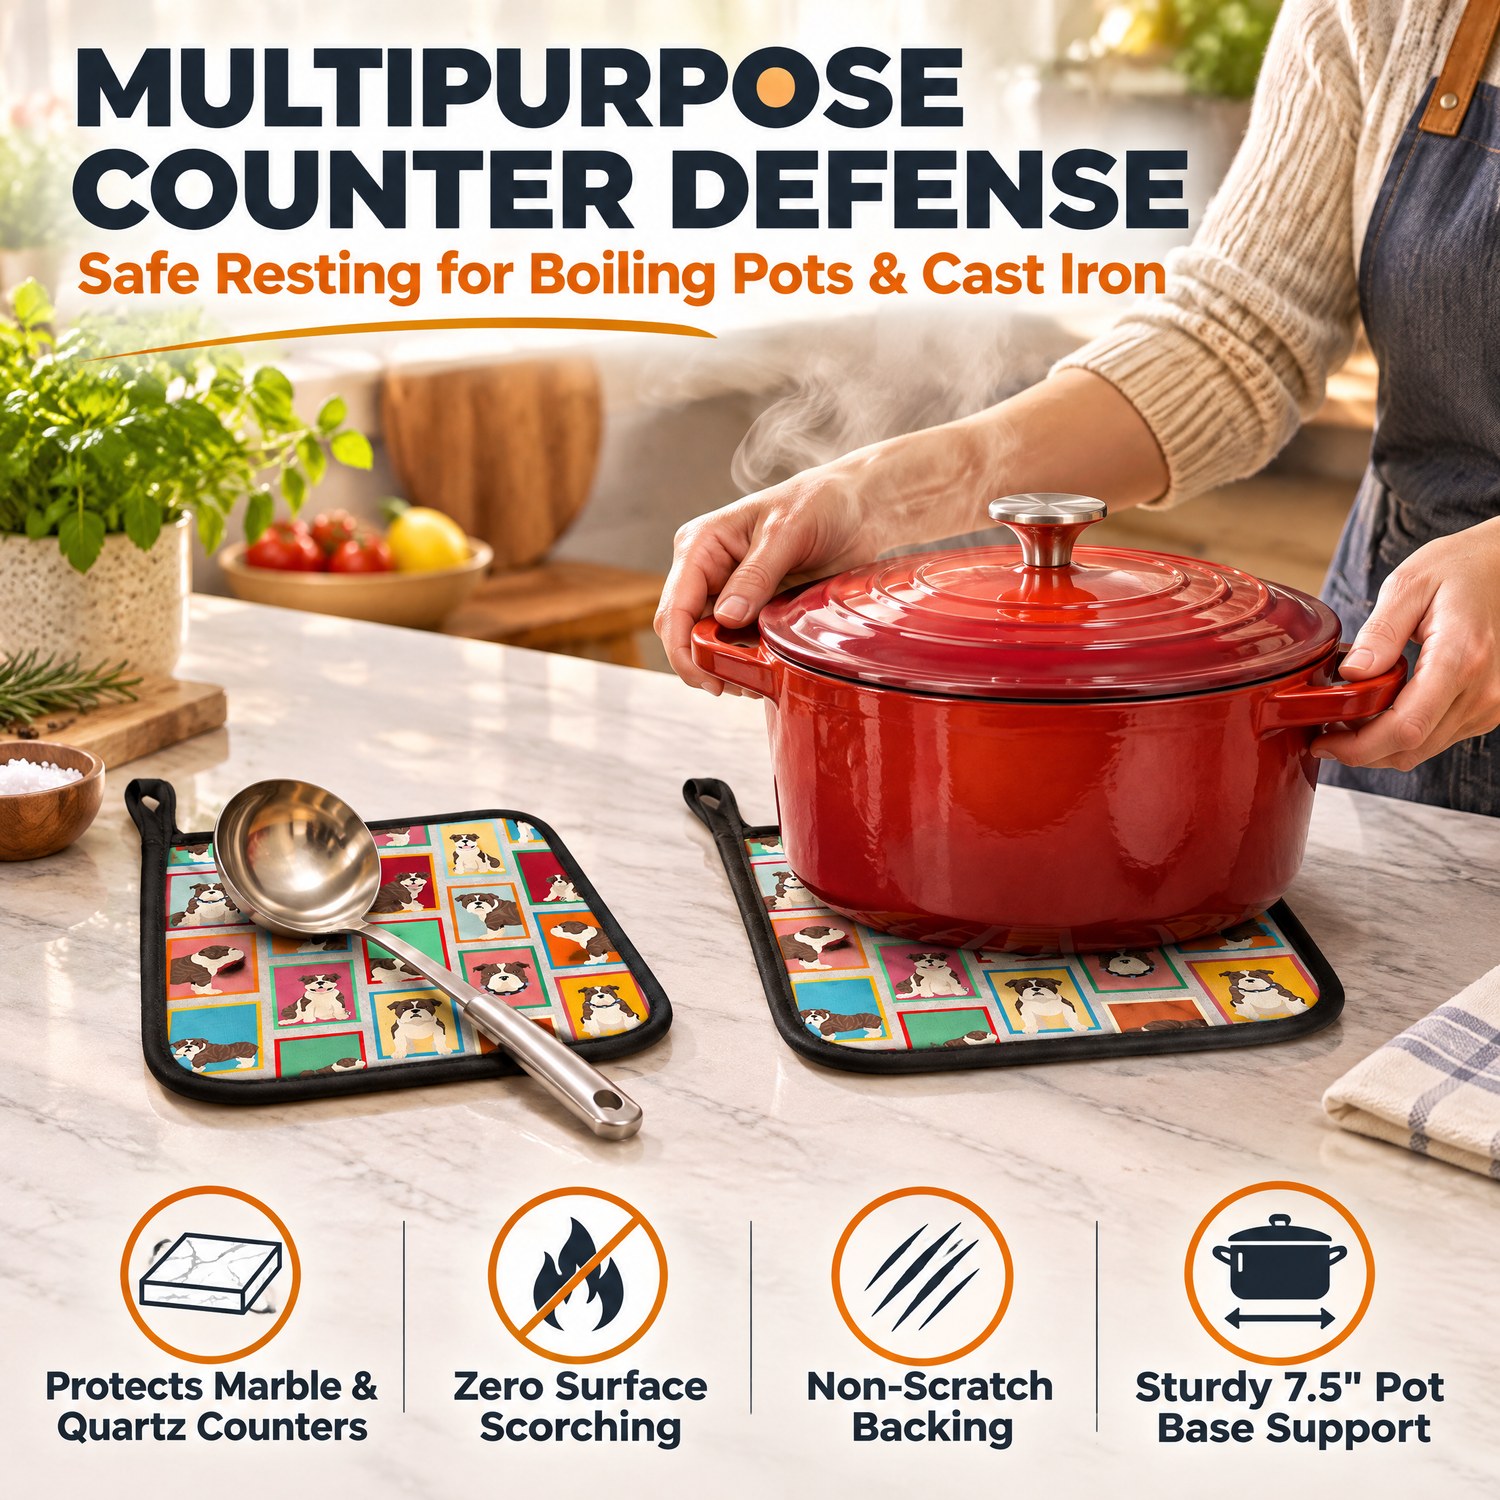 MULTIPURPOSE
COUNTER DEFENSE
Safe Resting for Boiling Pots & Cast Iron
Protects Marble &
Quartz Counters
Zero Surface
Scorching
Non-Scratch
Backing
Sturdy 7.5" Pot
Base Support